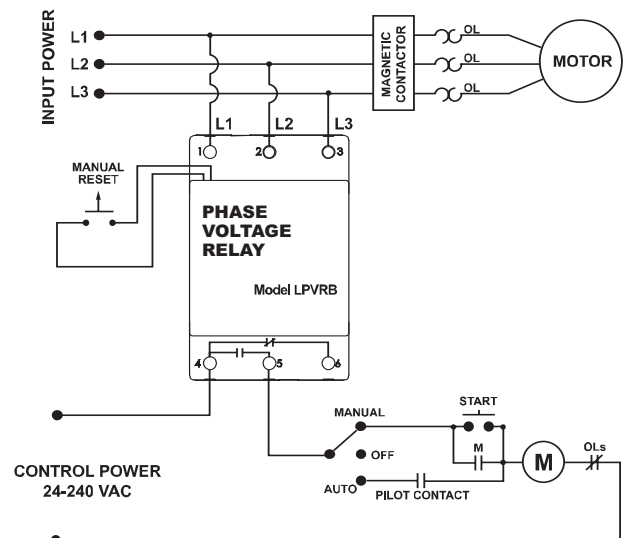 INPUT POWER
L1
L2
L3
MAGNETIC
CONTACTOR
OL
OL
OL
MOTOR
L1
L2
L3
1
2
3
MANUAL
RESET
PHASE
VOLTAGE
RELAY
Model LPVRB
4
5
6
MANUAL
OFF
AUTO
START
M
PILOT CONTACT
M
OLs
CONTROL POWER
24-240 VAC